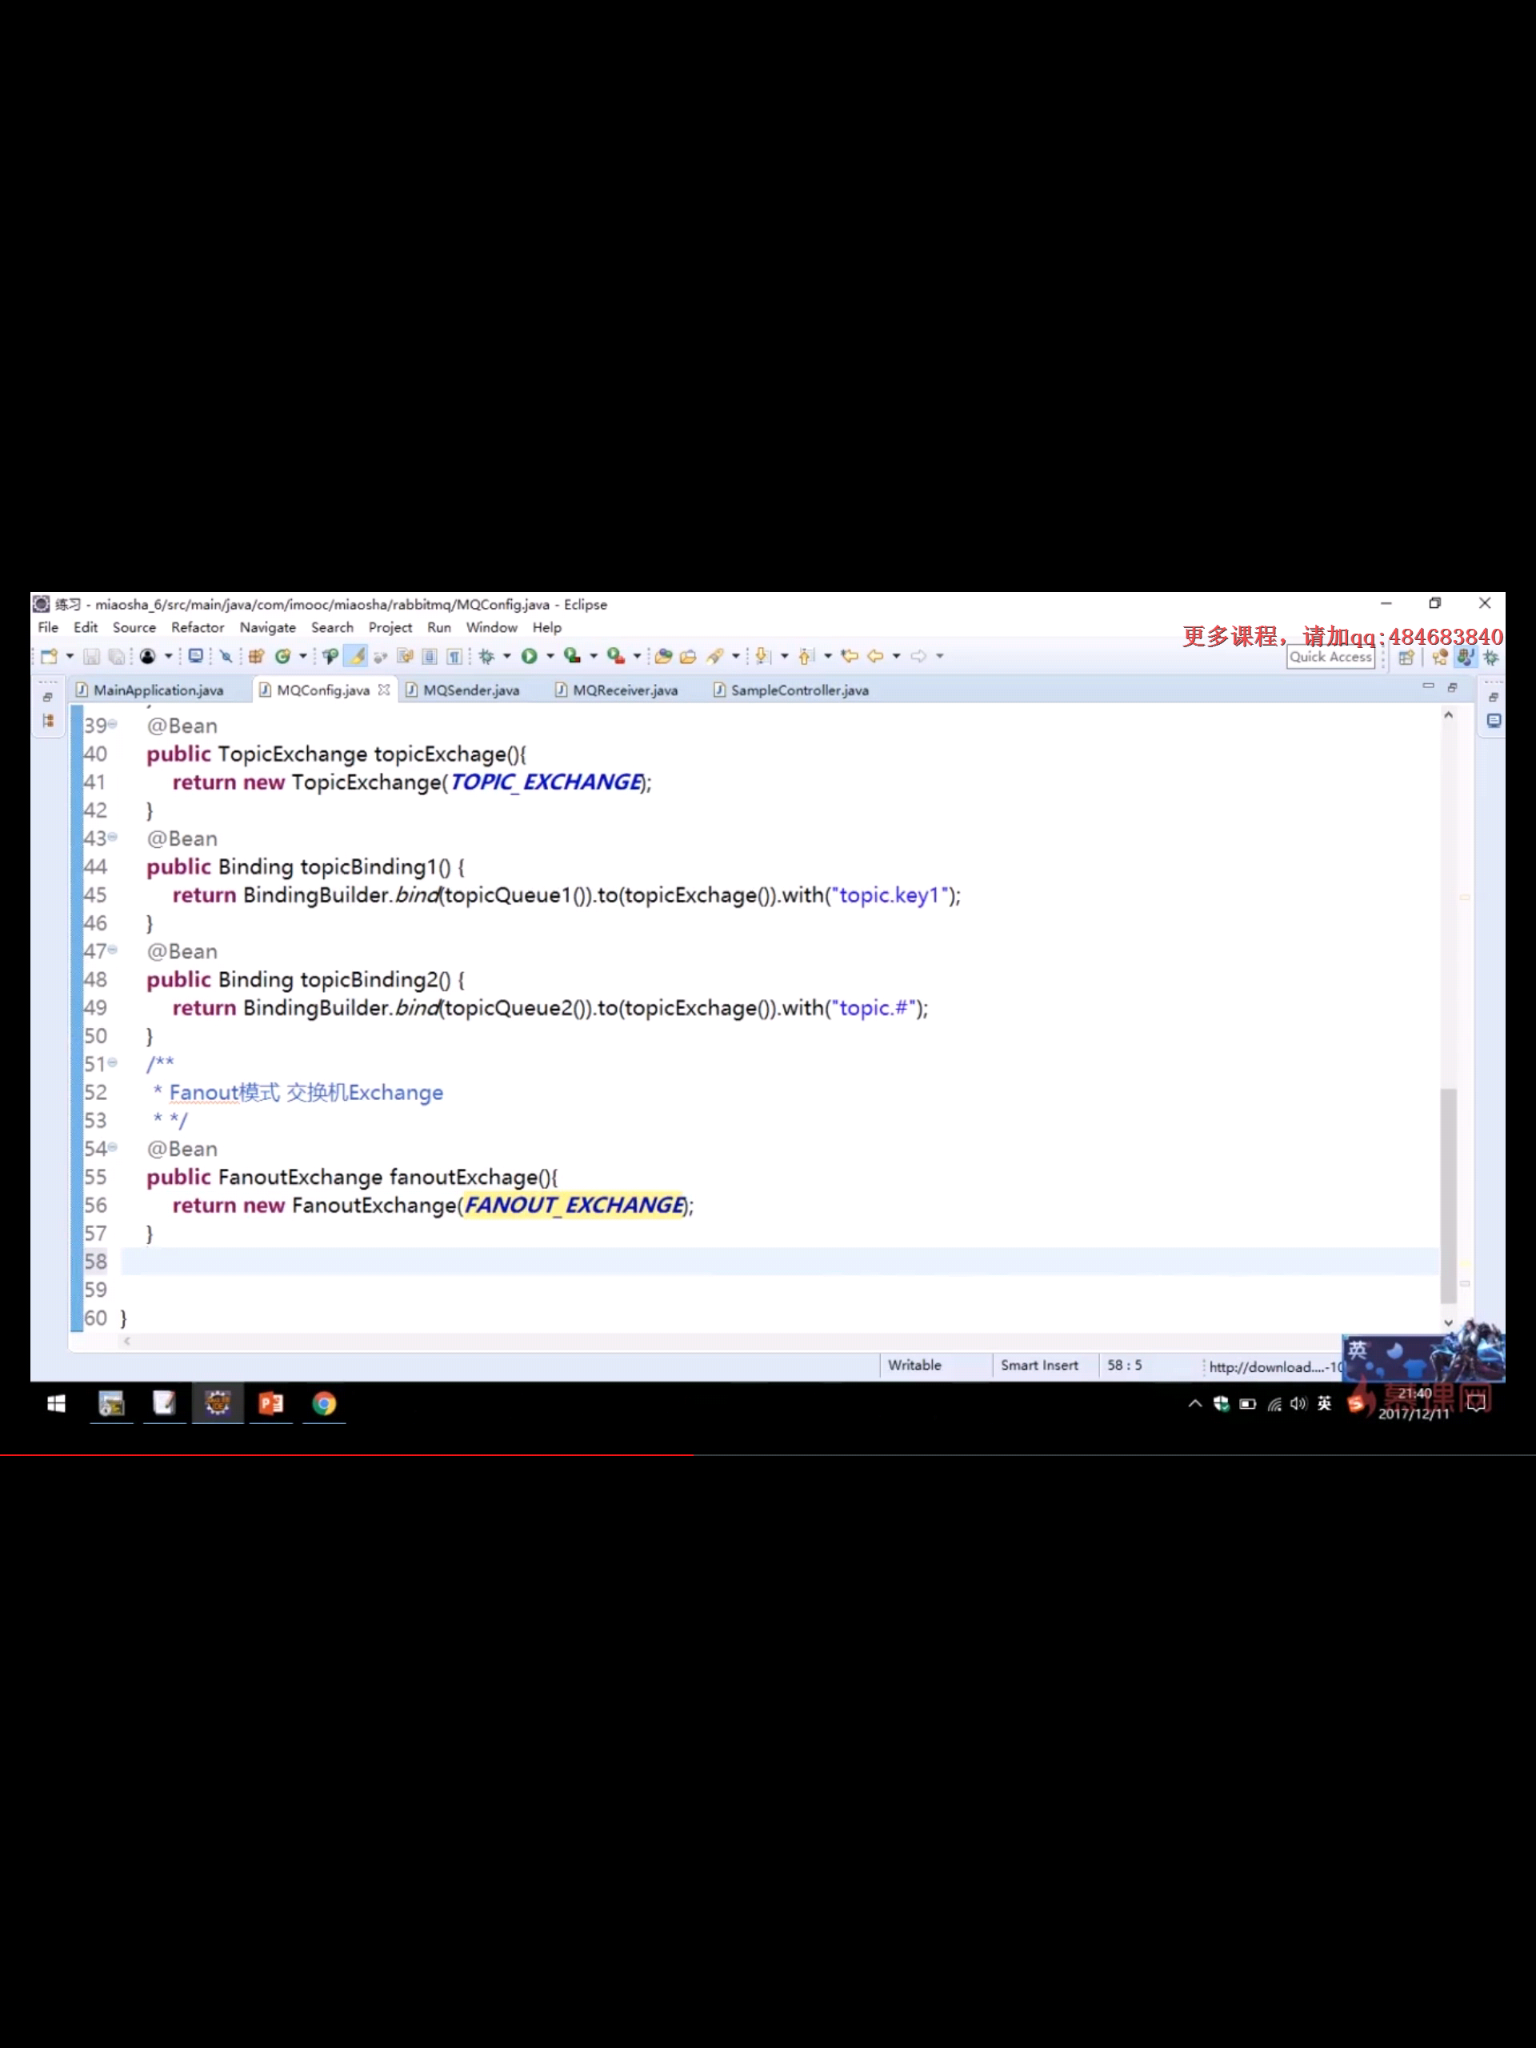 练习 - miaosha_6/src/main/java/com/imooc/miaosha/rabbitmq/MQConfig.java - Eclipse
File Edit Source Refactor Navigate Search Project Run Window Help
更多课程，请加qq:484683840
Quick Access
MainApplication.java MQConfig.java MQSender.java MQReceiver.java SampleController.java
39 @Bean
40 public TopicExchange topicExchage(){
41 return new TopicExchange(TOPIC_EXCHANGE);
42 }
43 @Bean
44 public Binding topicBinding1() {
45 return BindingBuilder.bind(topicQueue1()).to(topicExchage()).with("topic.key1");
46 }
47 @Bean
48 public Binding topicBinding2() {
49 return BindingBuilder.bind(topicQueue2()).to(topicExchage()).with("topic.#");
50 }
51 /**
52 * Fanout模式 交换机Exchange
53 * */
54 @Bean
55 public FanoutExchange fanoutExchage(){
56 return new FanoutExchange(FANOUT_EXCHANGE);
57 }
58
59
60 }
英
Writable Smart Insert 58 : 5 http://download....-10
英 21:40
慕课网
2017/12/11